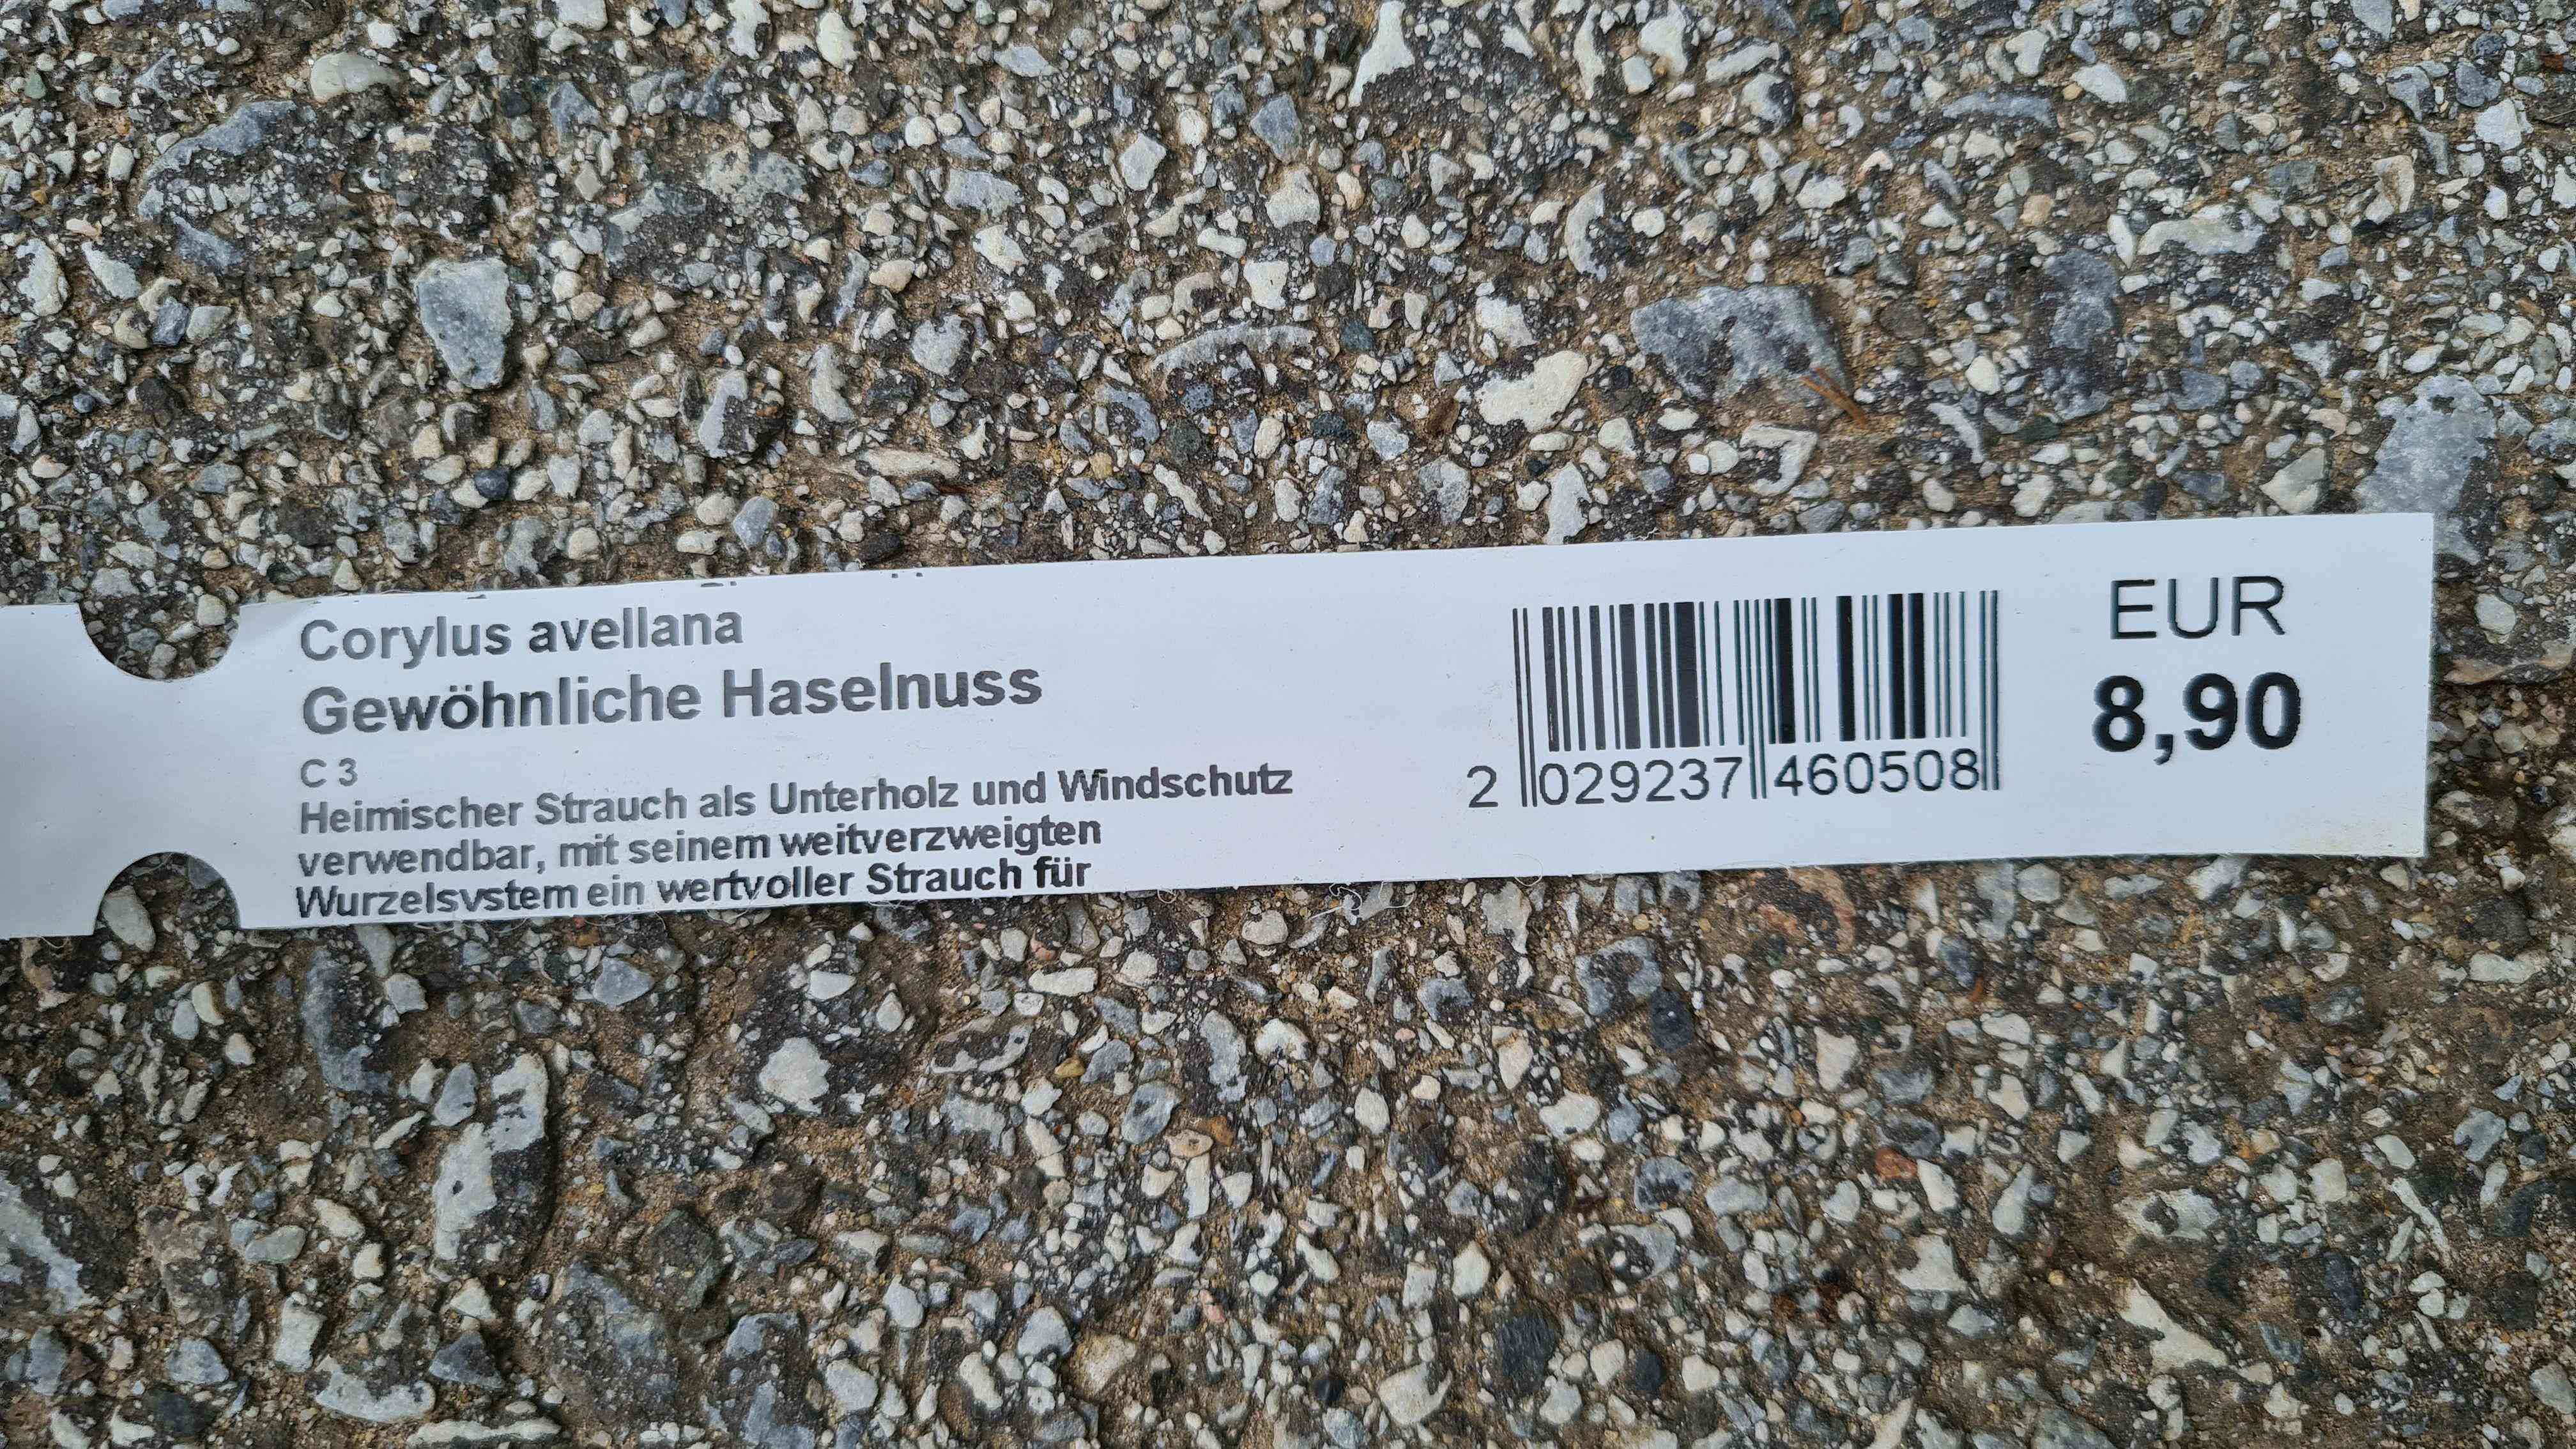 Corylus avellana
Gewöhnliche Haselnuss
C 3
Heimischer Strauch als Unterholz und Windschutz
verwendbar, mit seinem weitverzweigten
Wurzelsystem ein wertvoller Strauch für
2 029237 460508
EUR
8,90